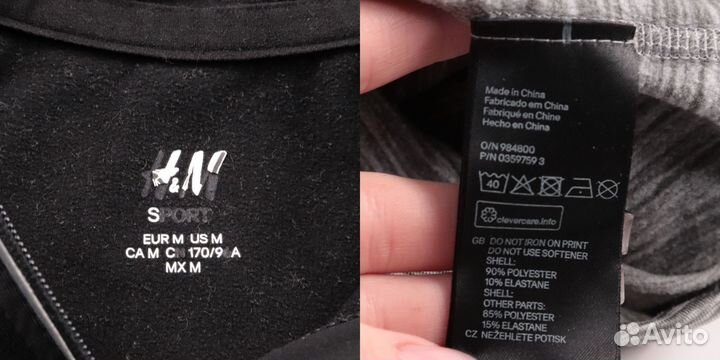 H&M
SPORT
EUR M US M
CA M CN 170/96A
MX M
Made in China
Fabricado em China
Fabriqué en Chine
Hecho en China
O/N 984800
P/N 0359759 3
40
clevercare.info
GB DO NOT IRON ON PRINT
DO NOT USE SOFTENER
SHELL:
90% POLYESTER
10% ELASTANE
SHELL:
OTHER PARTS:
85% POLYESTER
15% ELASTANE
CZ NEŽEHLETE POTISK
Avito